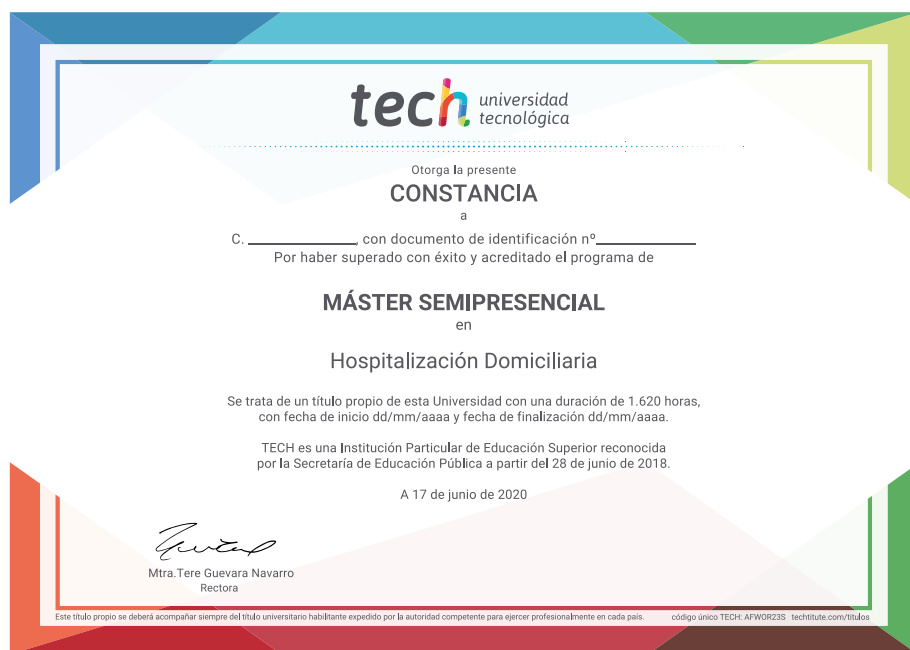 tech universidad
tecnológica
Otorga la presente
CONSTANCIA
a
C. ____________, con documento de identificación nº____________
Por haber superado con éxito y acreditado el programa de
MÁSTER SEMIPRESENCIAL
en
Hospitalización Domiciliaria
Se trata de un título propio de esta Universidad con una duración de 1.620 horas,
con fecha de inicio dd/mm/aaaa y fecha de finalización dd/mm/aaaa.
TECH es una Institución Particular de Educación Superior reconocida
por la Secretaría de Educación Pública a partir del 28 de junio de 2018.
A 17 de junio de 2020
Mtra.Tere Guevara Navarro
Rectora
Este título propio se deberá acompañar siempre del título universitario habilitante expedido por la autoridad competente para ejercer profesionalmente en cada país. código único TECH: AFWOR23S techtitute.com/titulos